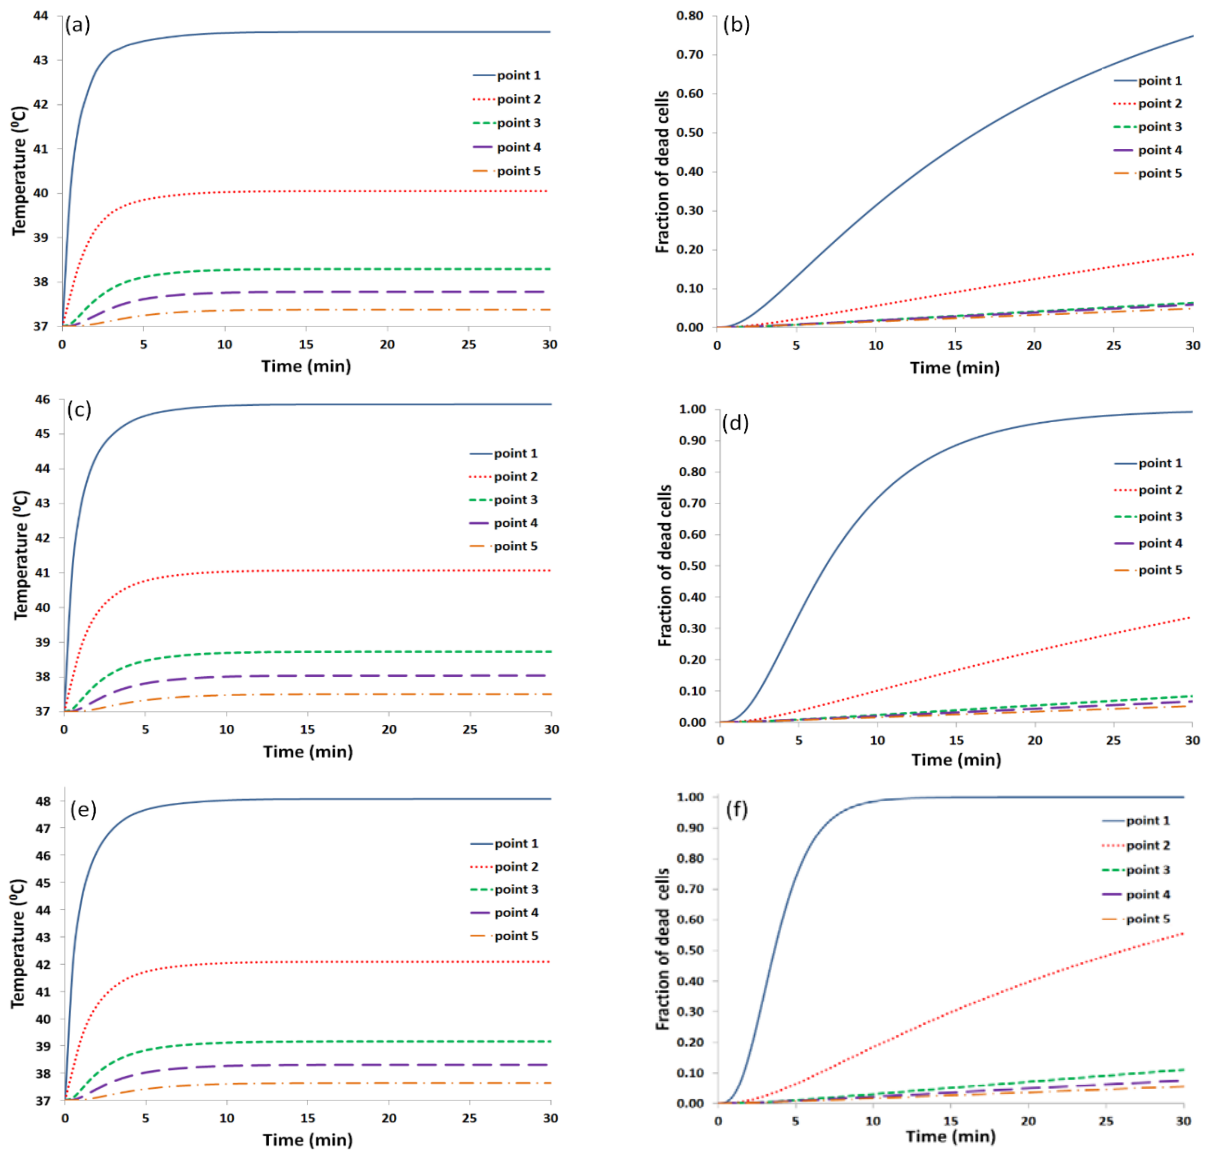 (a)
44
43
42
41
40
39
38
37
0
5
10
15
20
25
30
Temperature (⁰C)
Time (min)
point 1
point 2
point 3
point 4
point 5
(b)
0.80
0.70
0.60
0.50
0.40
0.30
0.20
0.10
0.00
0
5
10
15
20
25
30
Fraction of dead cells
Time (min)
point 1
point 2
point 3
point 4
point 5
(c)
46
45
44
43
42
41
40
39
38
37
0
5
10
15
20
25
30
Temperature (⁰C)
Time (min)
point 1
point 2
point 3
point 4
point 5
(d)
1.00
0.90
0.80
0.70
0.60
0.50
0.40
0.30
0.20
0.10
0.00
0
5
10
15
20
25
30
Fraction of dead cells
Time (min)
point 1
point 2
point 3
point 4
point 5
(e)
48
47
46
45
44
43
42
41
40
39
38
37
0
5
10
15
20
25
30
Temperature (⁰C)
Time (min)
point 1
point 2
point 3
point 4
point 5
(f)
1.00
0.90
0.80
0.70
0.60
0.50
0.40
0.30
0.20
0.10
0.00
0
5
10
15
20
25
30
Fraction of dead cells
Time (min)
point 1
point 2
point 3
point 4
point 5